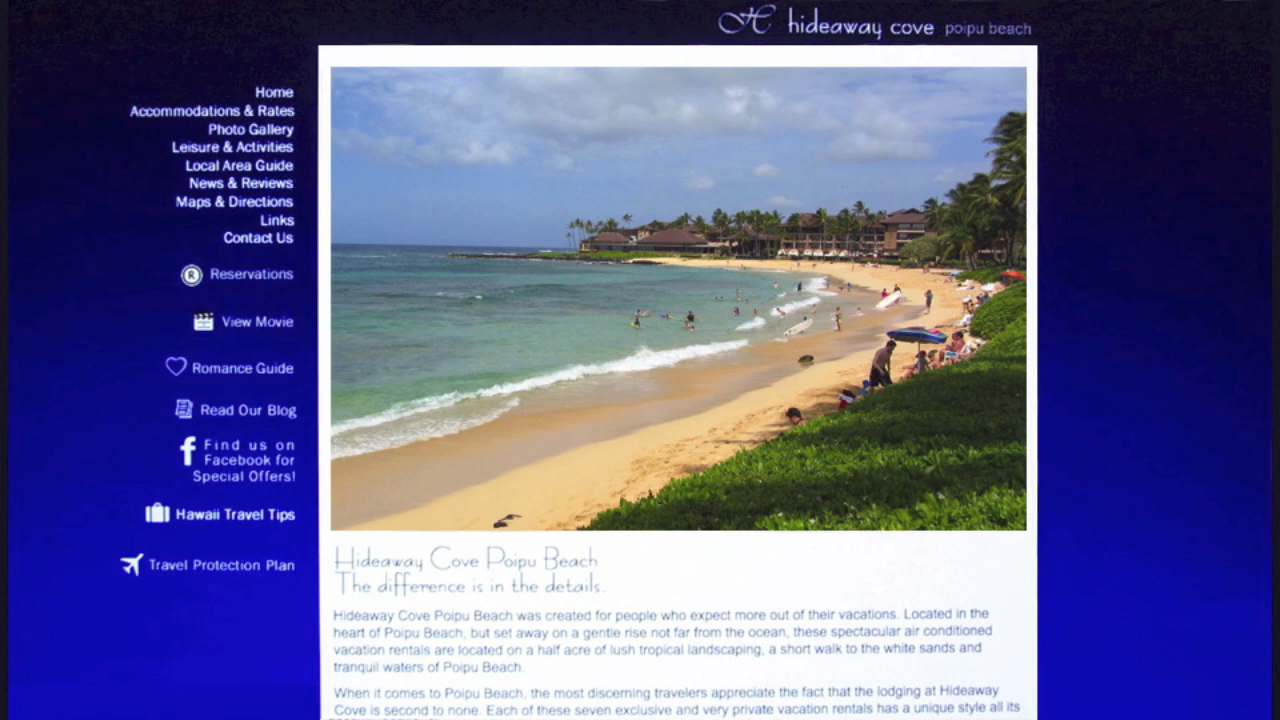 hideaway cove poipu beach
Home
Accommodations & Rates
Photo Gallery
Leisure & Activities
Local Area Guide
News & Reviews
Maps & Directions
Links
Contact Us
Reservations
View Movie
Romance Guide
Read Our Blog
Find us on
Facebook for
Special Offers!
Hawaii Travel Tips
Travel Protection Plan
Hideaway Cove Poipu Beach
The difference is in the details.
Hideaway Cove Poipu Beach was created for people who expect more out of their vacations. Located in the
heart of Poipu Beach, but set away on a gentle rise not far from the ocean, these spectacular air conditioned
vacation rentals are located on a half acre of lush tropical landscaping, a short walk to the white sands and
tranquil waters of Poipu Beach.
When it comes to Poipu Beach, the most discerning travelers appreciate the fact that the lodging at Hideaway
Cove is second to none. Each of these seven exclusive and very private vacation rentals has a unique style all its